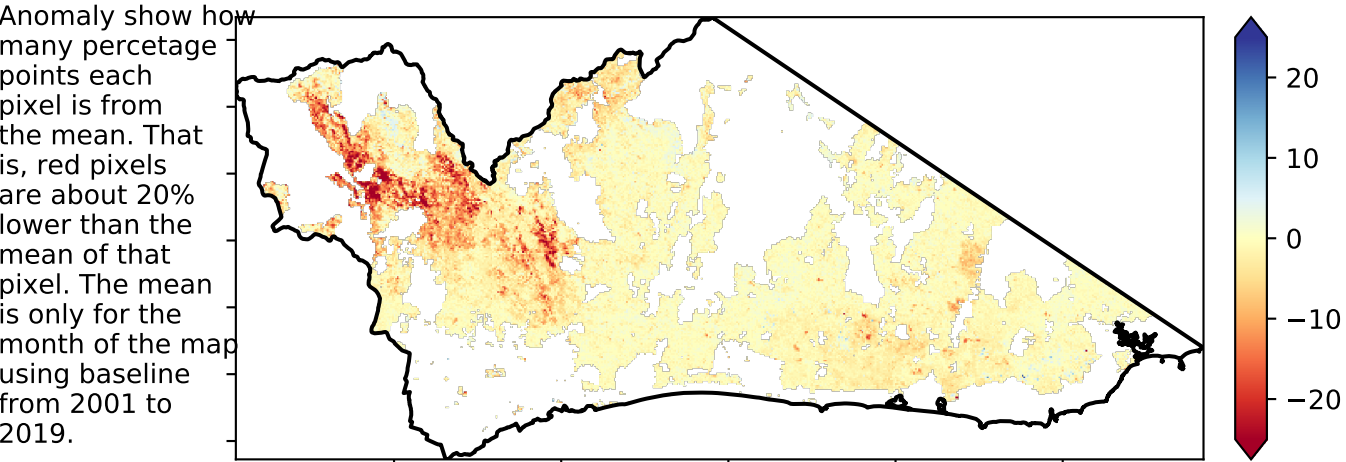 Anomaly show how
many percetage
points each
pixel is from
the mean. That
is, red pixels
are about 20%
lower than the
mean of that
pixel. The mean
is only for the
month of the map
using baseline
from 2001 to
2019.
20
10
0
−10
−20